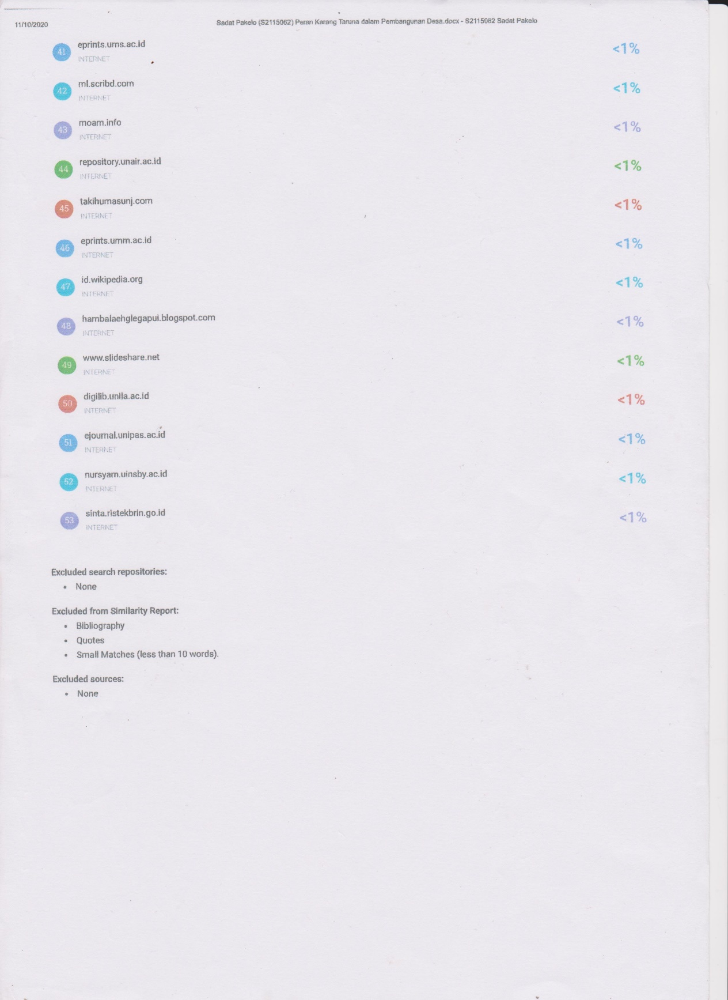 11/10/2020
Sadat Pakelo (S2115062) Peran Karang Taruna dalam Pembangunan Desa.docx - S2115062 Sadat Pakelo
41 eprints.ums.ac.id <1%
INTERNET
42 ml.scribd.com <1%
INTERNET
43 moam.info <1%
INTERNET
44 repository.unair.ac.id <1%
INTERNET
45 takihumasunj.com <1%
INTERNET
46 eprints.umm.ac.id <1%
INTERNET
47 id.wikipedia.org <1%
INTERNET
48 hambalaehglegapui.blogspot.com <1%
INTERNET
49 www.slideshare.net <1%
INTERNET
50 digilib.unila.ac.id <1%
INTERNET
51 ejournal.unipas.ac.id <1%
INTERNET
52 nursyam.uinsby.ac.id <1%
INTERNET
53 sinta.ristekbrin.go.id <1%
INTERNET
Excluded search repositories:
• None
Excluded from Similarity Report:
• Bibliography
• Quotes
• Small Matches (less than 10 words).
Excluded sources:
• None